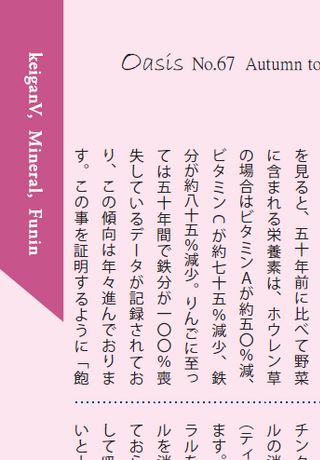 Oasis No.67 Autumn to
keiganV, Mineral, Funin
を見ると、五十年前に比べて野菜
に含まれる栄養素は、ホウレン草
の場合はビタミンAが約五〇%減、
ビタミンCが約七十五%減少、鉄
分が約八十五%減少。りんごに至っ
ては五十年間で鉄分が一〇〇%喪
失しているデータが記録されてお
り、この傾向は年々進んでおりま
す。この事を証明するように「飽
チン
ルの
(ティ
ます。
ラル
ルを
てお
して
いと